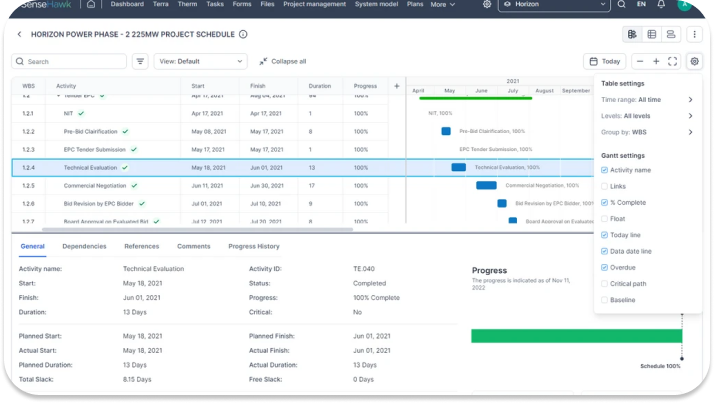 SenseHawk Dashboard Terra Therm Tasks Forms Files Project management System model Plans More Horizon EN A
HORIZON POWER PHASE - 2 225MW PROJECT SCHEDULE
Search View: Default Collapse all Today
WBS Activity Start Finish Duration Progress + 2021
April May June July August September
1.2 Tender EPC Apr 17, 2021 Aug 04, 2021 100%
1.2.1 NIT Apr 17, 2021 Apr 17, 2021 1 100% NIT, 100%
1.2.2 Pre-Bid Clairification May 08, 2021 May 17, 2021 8 100% Pre-Bid Clairification, 100%
1.2.3 EPC Tender Submission May 17, 2021 May 17, 2021 1 100% EPC Tender Submission, 100%
1.2.4 Technical Evaluation May 18, 2021 Jun 01, 2021 13 100% Technical Evaluation, 100%
1.2.5 Commercial Negotiation Jun 11, 2021 Jun 30, 2021 17 100% Commercial Negotiation, 100%
1.2.6 Bid Revision by EPC Bidder Jul 01, 2021 Jul 10, 2021 9 100% Bid Revision by EPC Bidder, 100%
1.2.7 Board Approval on Evaluated Bid Jul 12, 2021 Jul 20, 2021 8 100% Board Approval on Evaluated
Table settings
Time range: All time
Levels: All levels
Group by: WBS
Gantt settings
Activity name
Links
% Complete
Float
Today line
Data date line
Overdue
Critical path
Baseline
General Dependencies References Comments Progress History
Activity name: Technical Evaluation Activity ID: TE.040
Start: May 18, 2021 Status: Completed
Finish: Jun 01, 2021 Progress: 100% Complete
Duration: 13 Days Critical: No
Planned Start: May 18, 2021 Planned Finish: Jun 01, 2021
Actual Start: May 18, 2021 Actual Finish: Jun 01, 2021
Planned Duration: 13 Days Actual Duration: 13 Days
Total Slack: 8.15 Days Free Slack: 0 Days
Progress
The progress is indicated as of Nov 11,
2022
Schedule 100%